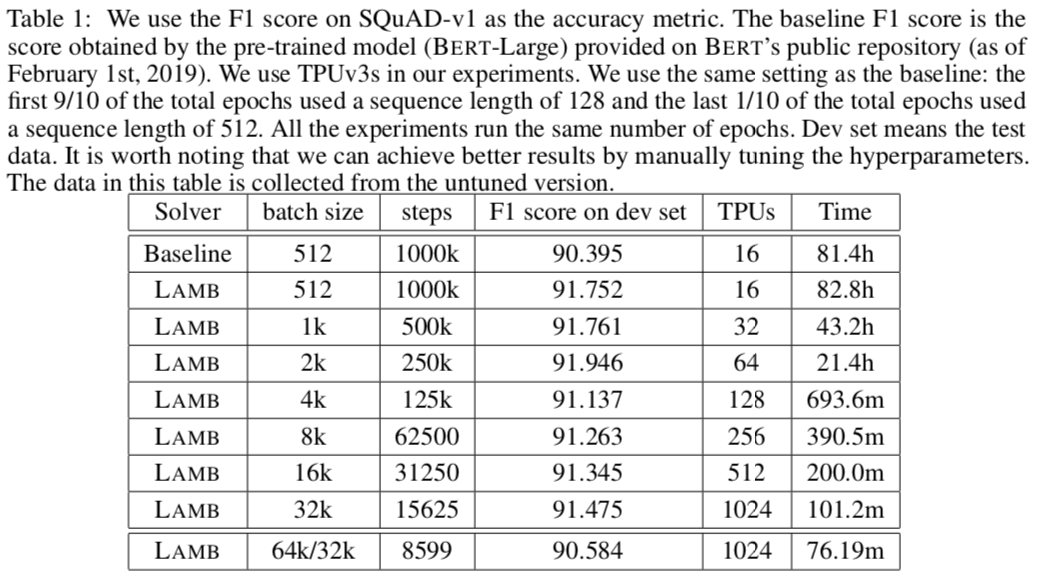 Table 1: We use the F1 score on SQuAD-v1 as the accuracy metric. The baseline F1 score is the
score obtained by the pre-trained model (BERT-Large) provided on BERT's public repository (as of
February 1st, 2019). We use TPUv3s in our experiments. We use the same setting as the baseline: the
first 9/10 of the total epochs used a sequence length of 128 and the last 1/10 of the total epochs used
a sequence length of 512. All the experiments run the same number of epochs. Dev set means the test
data. It is worth noting that we can achieve better results by manually tuning the hyperparameters.
The data in this table is collected from the untuned version.
Solver batch size steps F1 score on dev set TPUs Time
Baseline 512 1000k 90.395 16 81.4h
LAMB 512 1000k 91.752 16 82.8h
LAMB 1k 500k 91.761 32 43.2h
LAMB 2k 250k 91.946 64 21.4h
LAMB 4k 125k 91.137 128 693.6m
LAMB 8k 62500 91.263 256 390.5m
LAMB 16k 31250 91.345 512 200.0m
LAMB 32k 15625 91.475 1024 101.2m
LAMB 64k/32k 8599 90.584 1024 76.19m